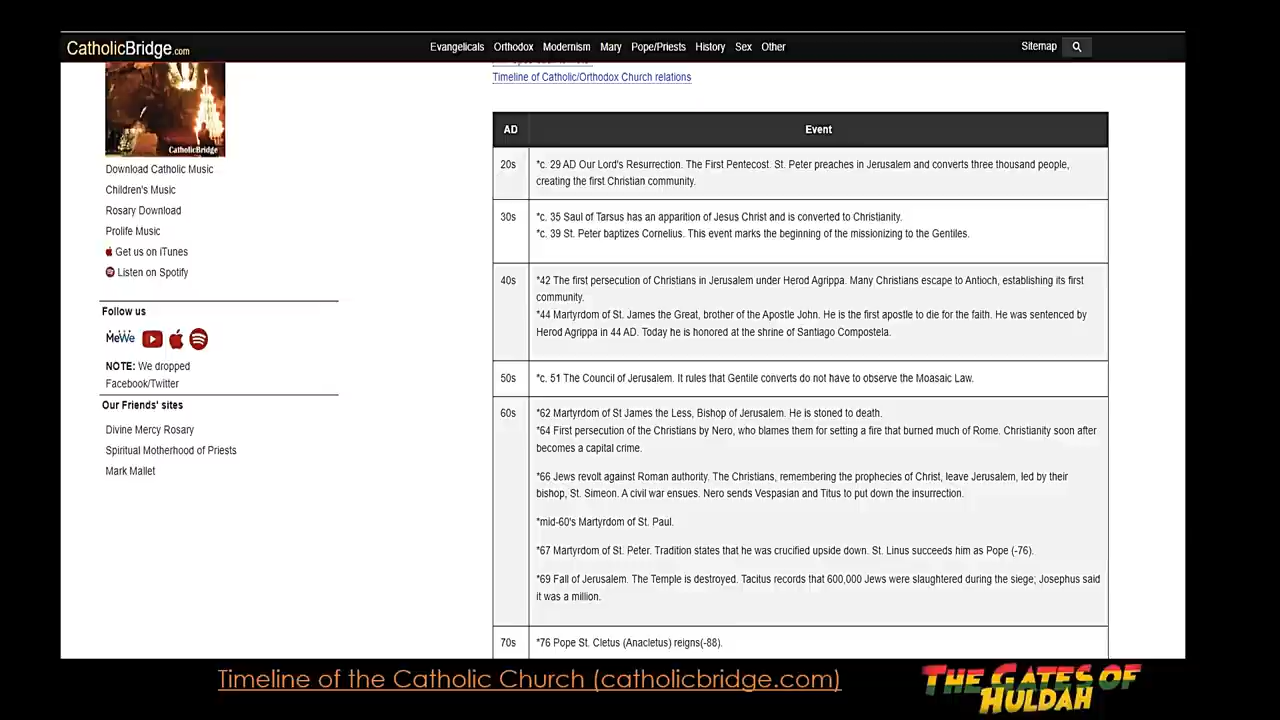 CatholicBridge.com
Evangelicals Orthodox Modernism Mary Pope/Priests History Sex Other
Sitemap
CatholicBridge
Download Catholic Music
Children's Music
Rosary Download
Prolife Music
Get us on iTunes
Listen on Spotify
Follow us
MeWe
NOTE: We dropped
Facebook/Twitter
Our Friends' sites
Divine Mercy Rosary
Spiritual Motherhood of Priests
Mark Mallet
Timeline of Catholic/Orthodox Church relations
AD Event
20s *c. 29 AD Our Lord's Resurrection. The First Pentecost. St. Peter preaches in Jerusalem and converts three thousand people,
creating the first Christian community.
30s *c. 35 Saul of Tarsus has an apparition of Jesus Christ and is converted to Christianity.
*c. 39 St. Peter baptizes Cornelius. This event marks the beginning of the missionizing to the Gentiles.
40s *42 The first persecution of Christians in Jerusalem under Herod Agrippa. Many Christians escape to Antioch, establishing its first
community.
*44 Martyrdom of St. James the Great, brother of the Apostle John. He is the first apostle to die for the faith. He was sentenced by
Herod Agrippa in 44 AD. Today he is honored at the shrine of Santiago Compostela.
50s *c. 51 The Council of Jerusalem. It rules that Gentile converts do not have to observe the Moasaic Law.
60s *62 Martyrdom of St James the Less, Bishop of Jerusalem. He is stoned to death.
*64 First persecution of the Christians by Nero, who blames them for setting a fire that burned much of Rome. Christianity soon after
becomes a capital crime.
*66 Jews revolt against Roman authority. The Christians, remembering the prophecies of Christ, leave Jerusalem, led by their
bishop, St. Simeon. A civil war ensues. Nero sends Vespasian and Titus to put down the insurrection.
*mid-60's Martyrdom of St. Paul.
*67 Martyrdom of St. Peter. Tradition states that he was crucified upside down. St. Linus succeeds him as Pope (-76).
*69 Fall of Jerusalem. The Temple is destroyed. Tacitus records that 600,000 Jews were slaughtered during the siege; Josephus said
it was a million.
70s *76 Pope St. Cletus (Anacletus) reigns(-88).
Timeline of the Catholic Church (catholicbridge.com)
THE GATES OF
HULDAH